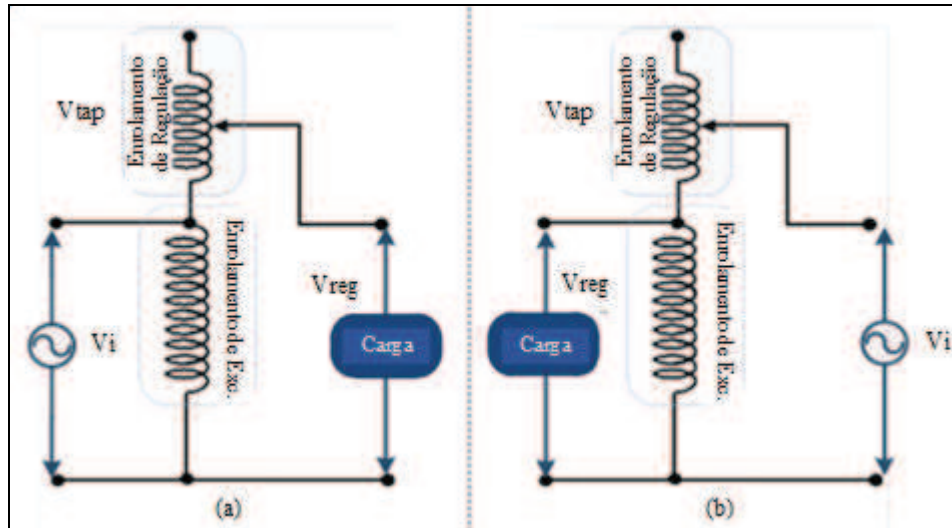 Enrolamento
de Regulação
Vtap
Enrolamento de Exc.
Vreg
Vi
Carga
(a)
Enrolamento
de Regulação
Vtap
Enrolamento de Exc.
Vreg
Carga
Vi
(b)